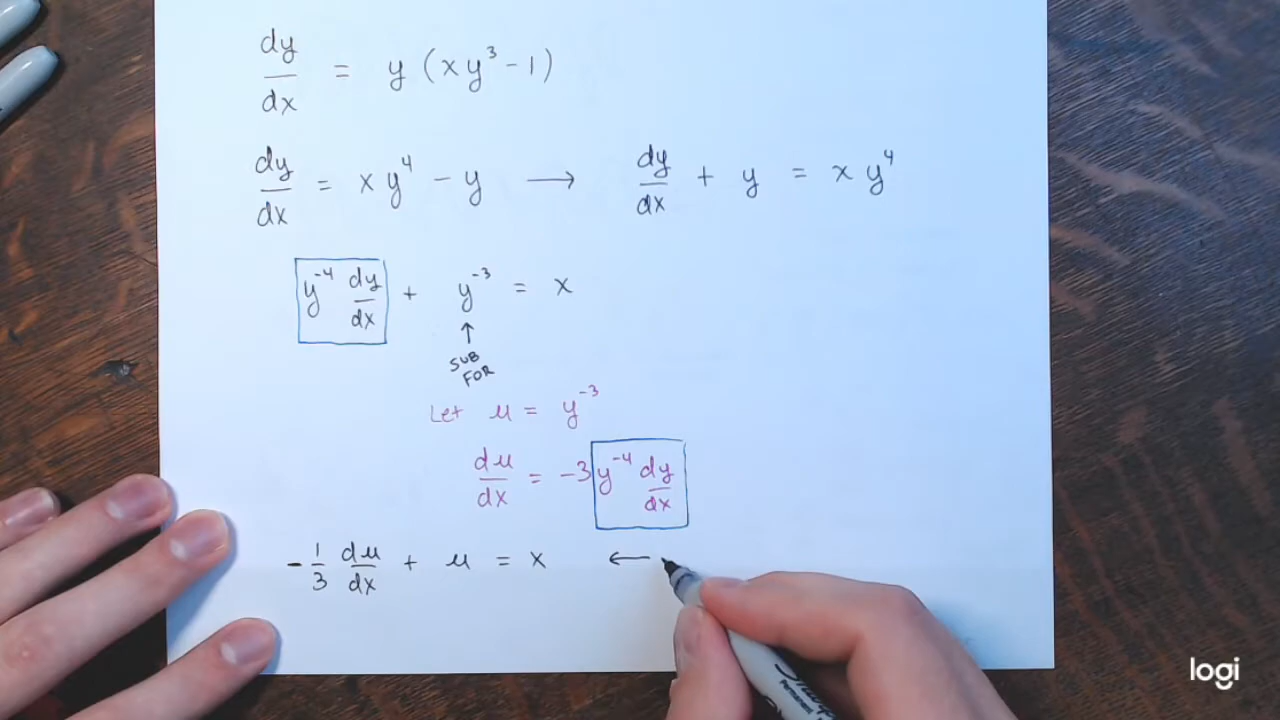 dy/dx = y (xy³ - 1)
dy/dx = xy⁴ - y → dy/dx + y = xy⁴
y⁻⁴ dy/dx + y⁻³ = x
↑
SUB
FOR
Let u = y⁻³
du/dx = -3 y⁻⁴ dy/dx
-1/3 du/dx + u = x ←
logi